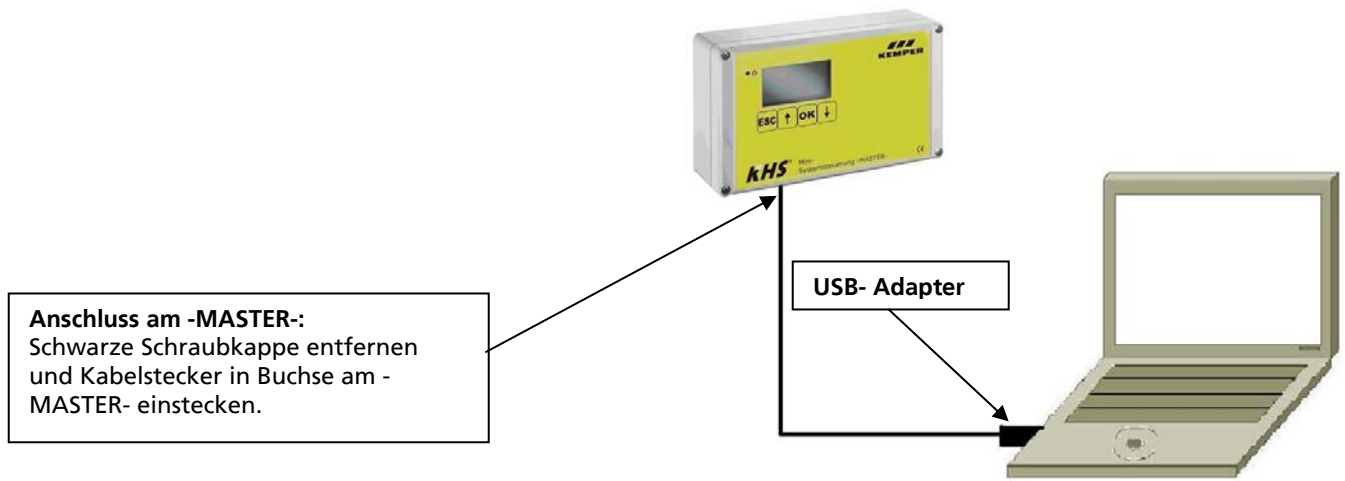 KEMPER
ESC ↑ OK ↓
KHS®
Mini-
Systemsteuerung -MASTER-
CE
USB- Adapter
Anschluss am -MASTER-:
Schwarze Schraubkappe entfernen
und Kabelstecker in Buchse am -
MASTER- einstecken.